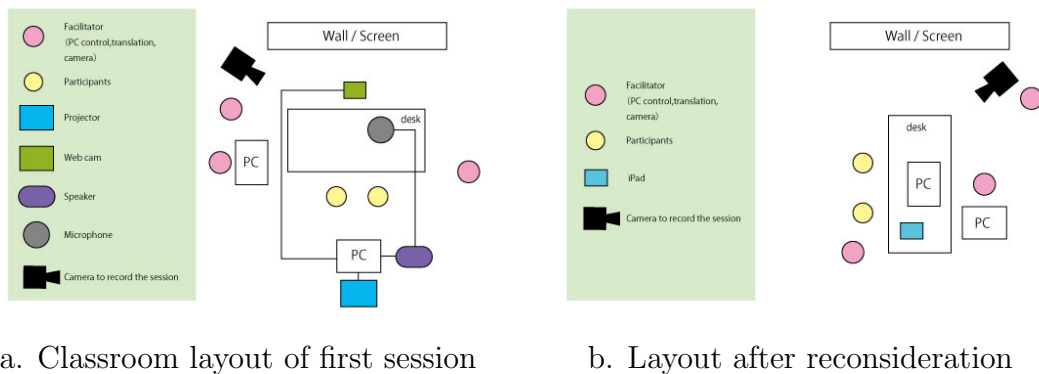 Facilitator
（PC control,translation,
camera）
Participants
Projector
Web cam
Speaker
Microphone
Camera to record the session
Wall / Screen
desk
PC
PC
a. Classroom layout of first session
Facilitator
（PC control,translation,
camera）
Participants
iPad
Camera to record the session
Wall / Screen
desk
PC
PC
b. Layout after reconsideration